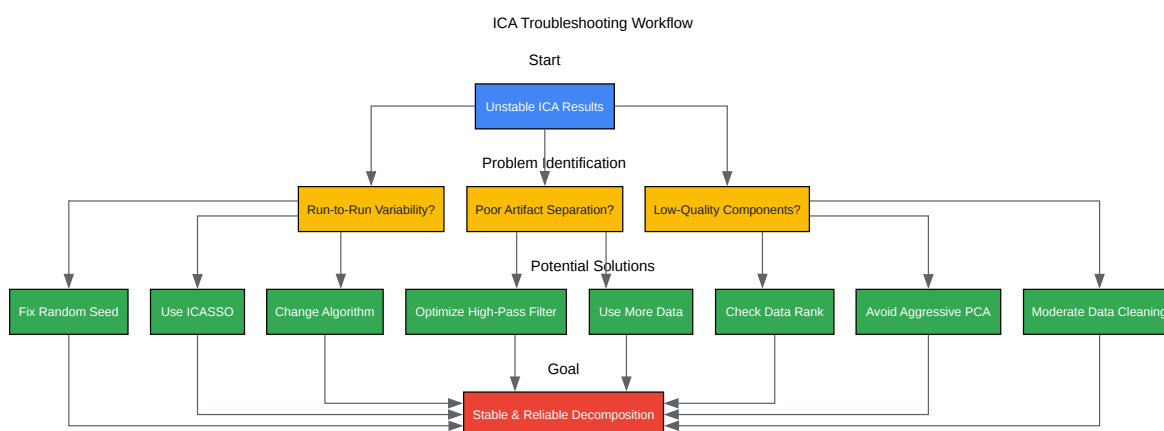 ICA Troubleshooting Workflow
Start
Unstable ICA Results
Problem Identification
Run-to-Run Variability?
Poor Artifact Separation?
Low-Quality Components?
Potential Solutions
Fix Random Seed
Use ICASSO
Change Algorithm
Optimize High-Pass Filter
Use More Data
Check Data Rank
Avoid Aggressive PCA
Moderate Data Cleaning
Goal
Stable & Reliable Decomposition